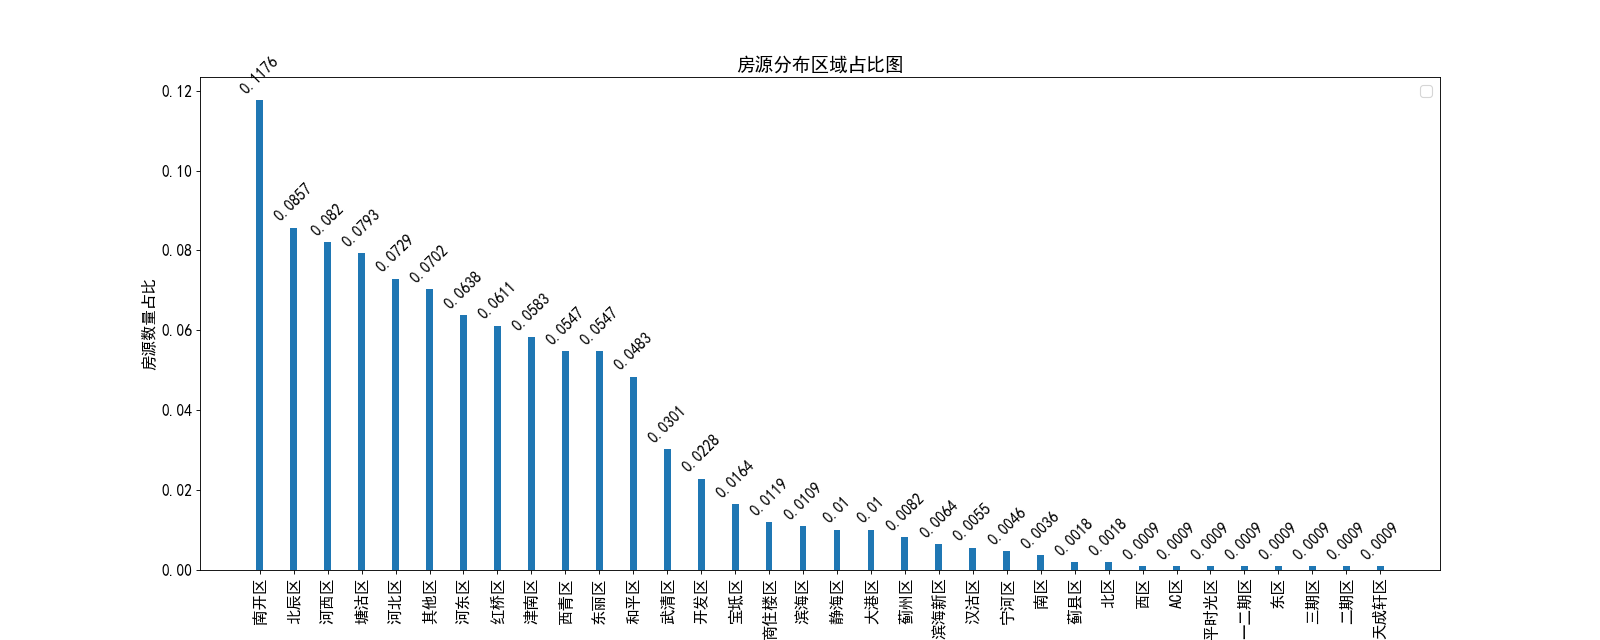 房源分布区域占比图
房源数量占比
0.12
0.10
0.08
0.06
0.04
0.02
0.00
0.1176
0.0857
0.082
0.0793
0.0729
0.0702
0.0638
0.0611
0.0583
0.0547
0.0547
0.0483
0.0301
0.0228
0.0164
0.0119
0.0109
0.01
0.01
0.0082
0.0064
0.0055
0.0046
0.0036
0.0018
0.0018
0.0009
0.0009
0.0009
0.0009
0.0009
0.0009
0.0009
0.0009
南开区
北辰区
河西区
塘沽区
河北区
其他区
河东区
红桥区
津南区
西青区
东丽区
和平区
武清区
开发区
宝坻区
商住楼区
滨海区
静海区
大港区
蓟州区
滨海新区
汉沽区
宁河区
南区
蓟县区
北区
西区
AC区
平时光区
一二期区
东区
三期区
二期区
天成轩区